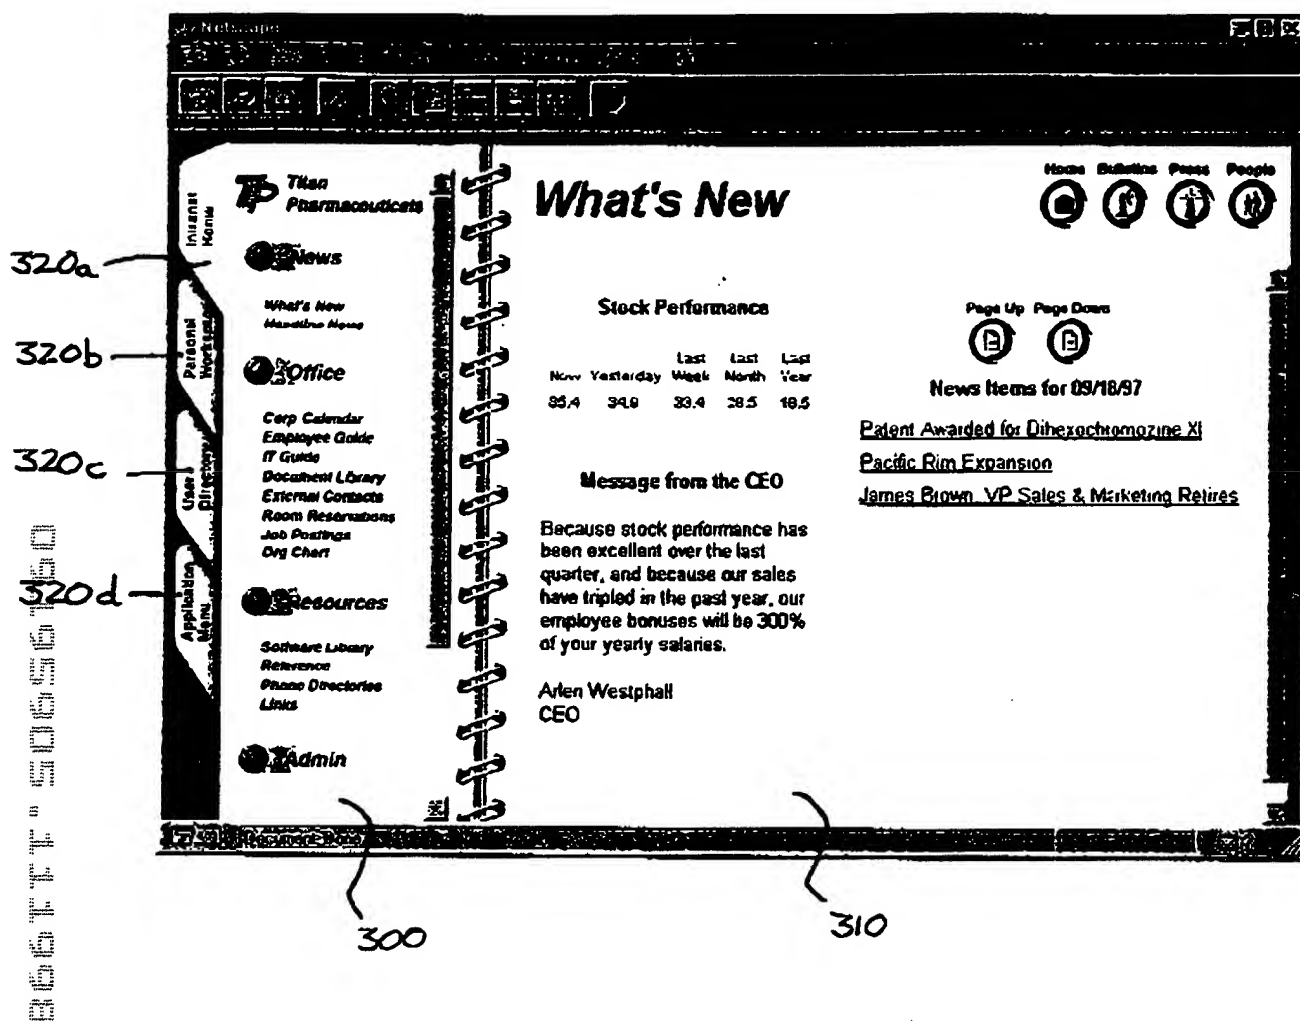 Netscape
320a
320b
320c
320d
Intranet
Home
Personal
Workspace
User
Directory
Application
Menu
Titan
Pharmaceuticals
News
What's New
Headline News
Office
Corp Calendar
Employee Guide
IT Guide
Document Library
External Contacts
Room Reservations
Job Postings
Org Chart
Resources
Software Library
Reference
Phone Directories
Links
Admin
What's New
Home Bulletins Press People
Stock Performance
Last Last Last
Now Yesterday Week Month Year
34.9 33.4 28.5 18.5
Message from the CEO
Because stock performance has
been excellent over the last
quarter, and because our sales
have tripled in the past year, our
employee bonuses will be 300%
of your yearly salaries.
Arlen Westphall
CEO
Page Up Page Down
News Items for 09/18/97
Patent Awarded for Dihexochromozine XI
Pacific Rim Expansion
James Brown, VP Sales & Marketing Retires
Document: Done
300
310